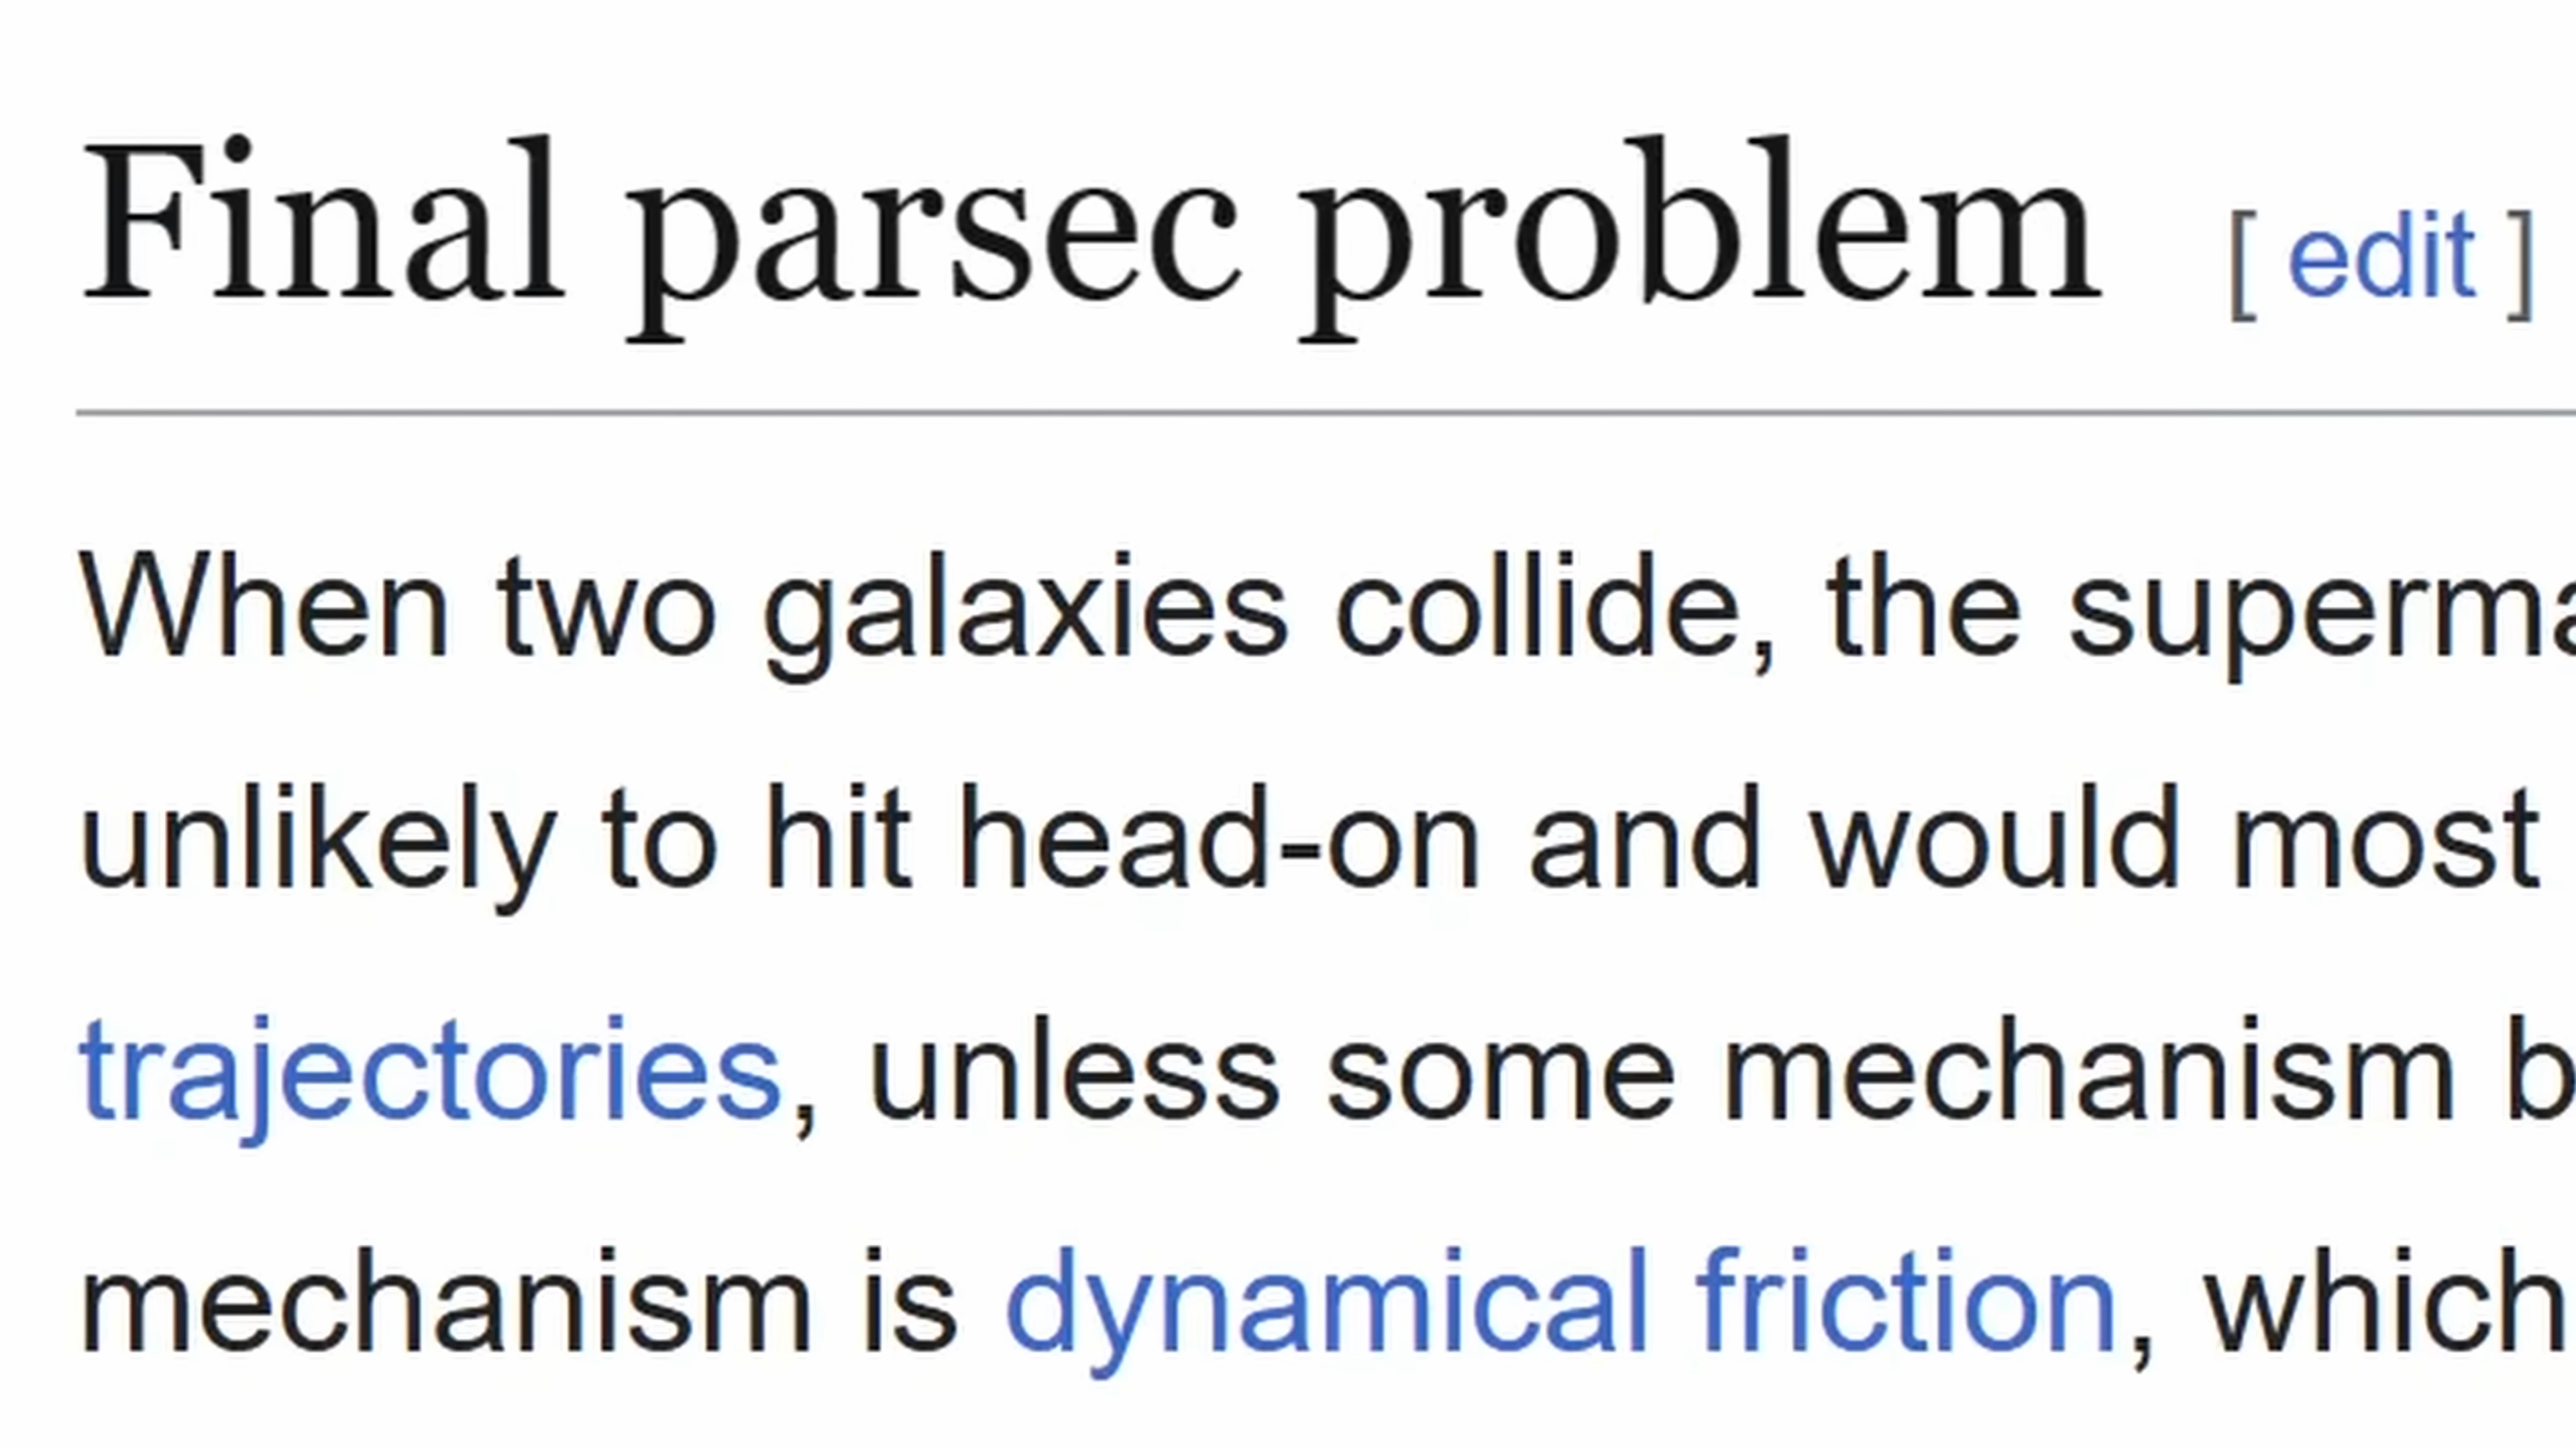 Final parsec problem [ edit ]
When two galaxies collide, the superma
unlikely to hit head-on and would most
trajectories, unless some mechanism b
mechanism is dynamical friction, which